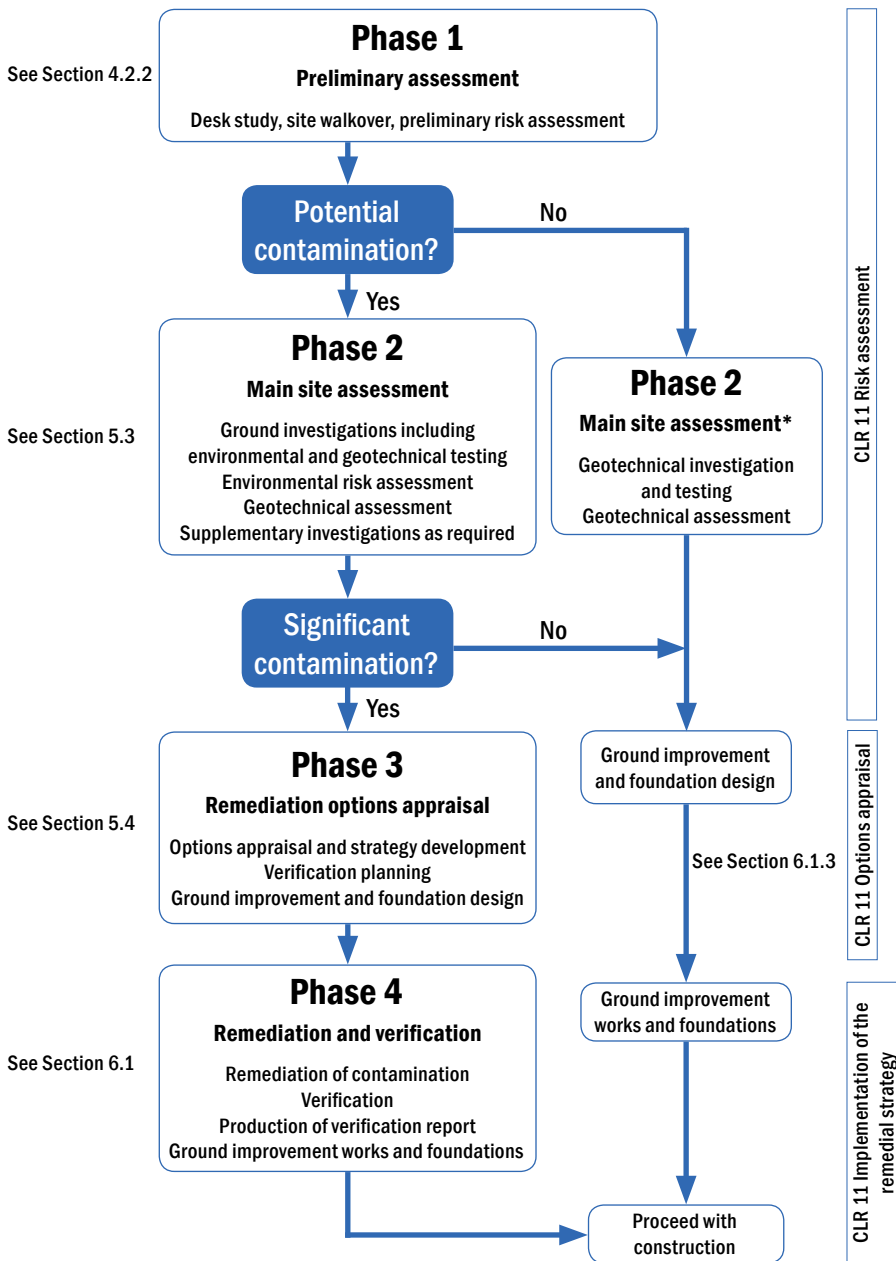 Phase 1
Preliminary assessment
See Section 4.2.2
Desk study, site walkover, preliminary risk assessment
Potential
contamination?
No
Yes
Phase 2
Main site assessment
See Section 5.3
Ground investigations including
environmental and geotechnical testing
Environmental risk assessment
Geotechnical assessment
Supplementary investigations as required
Phase 2
Main site assessment*
Geotechnical investigation
and testing
Geotechnical assessment
CLR 11 Risk assessment
Significant
contamination?
No
Yes
Phase 3
Remediation options appraisal
See Section 5.4
Options appraisal and strategy development
Verification planning
Ground improvement and foundation design
Ground improvement
and foundation design
See Section 6.1.3
CLR 11 Options appraisal
Phase 4
Remediation and verification
See Section 6.1
Remediation of contamination
Verification
Production of verification report
Ground improvement works and foundations
Ground improvement
works and foundations
CLR 11 Implementation of the
remedial strategy
Proceed with
construction